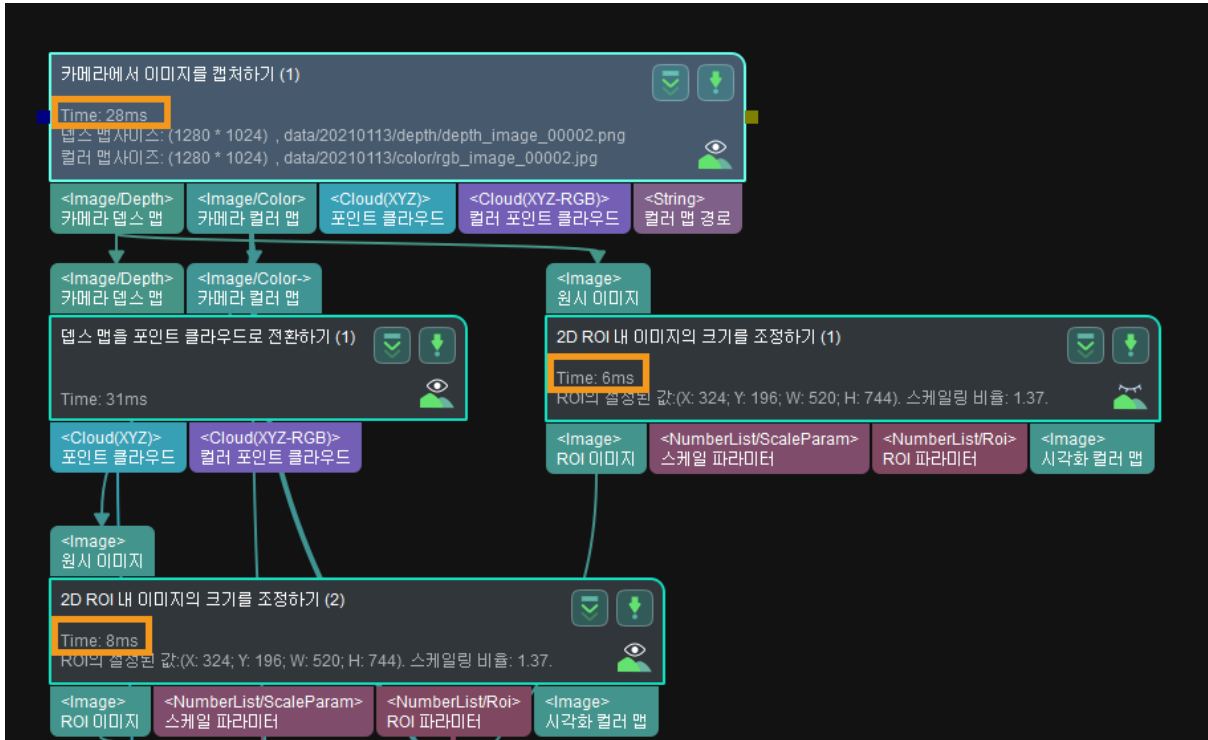 카메라에서 이미지를 캡처하기 (1)
Time: 28ms
뎁스 맵사이즈: (1280 * 1024) , data/20210113/depth/depth_image_00002.png
컬러 맵사이즈: (1280 * 1024) , data/20210113/color/rgb_image_00002.jpg
<Image/Depth> <Image/Color> <Cloud(XYZ)> <Cloud(XYZ-RGB)> <String>
카메라 뎁스 맵 카메라 컬러 맵 포인트 클라우드 컬러 포인트 클라우드 컬러 맵 경로
<Image/Depth> <Image/Color-> <Image>
카메라 뎁스 맵 카메라 컬러 맵 원시 이미지
뎁스 맵을 포인트 클라우드로 전환하기 (1)
Time: 31ms
2D ROI 내 이미지의 크기를 조정하기 (1)
Time: 6ms
ROI의 설정된 값:(X: 324; Y: 196; W: 520; H: 744). 스케일링 비율: 1.37.
<Cloud(XYZ)> <Cloud(XYZ-RGB)>
포인트 클라우드 컬러 포인트 클라우드
<Image> <NumberList/ScaleParam> <NumberList/Roi> <Image>
ROI 이미지 스케일 파라미터 ROI 파라미터 시각화 컬러 맵
<Image>
원시 이미지
2D ROI 내 이미지의 크기를 조정하기 (2)
Time: 8ms
ROI의 설정된 값:(X: 324; Y: 196; W: 520; H: 744). 스케일링 비율: 1.37.
<Image> <NumberList/ScaleParam> <NumberList/Roi> <Image>
ROI 이미지 스케일 파라미터 ROI 파라미터 시각화 컬러 맵